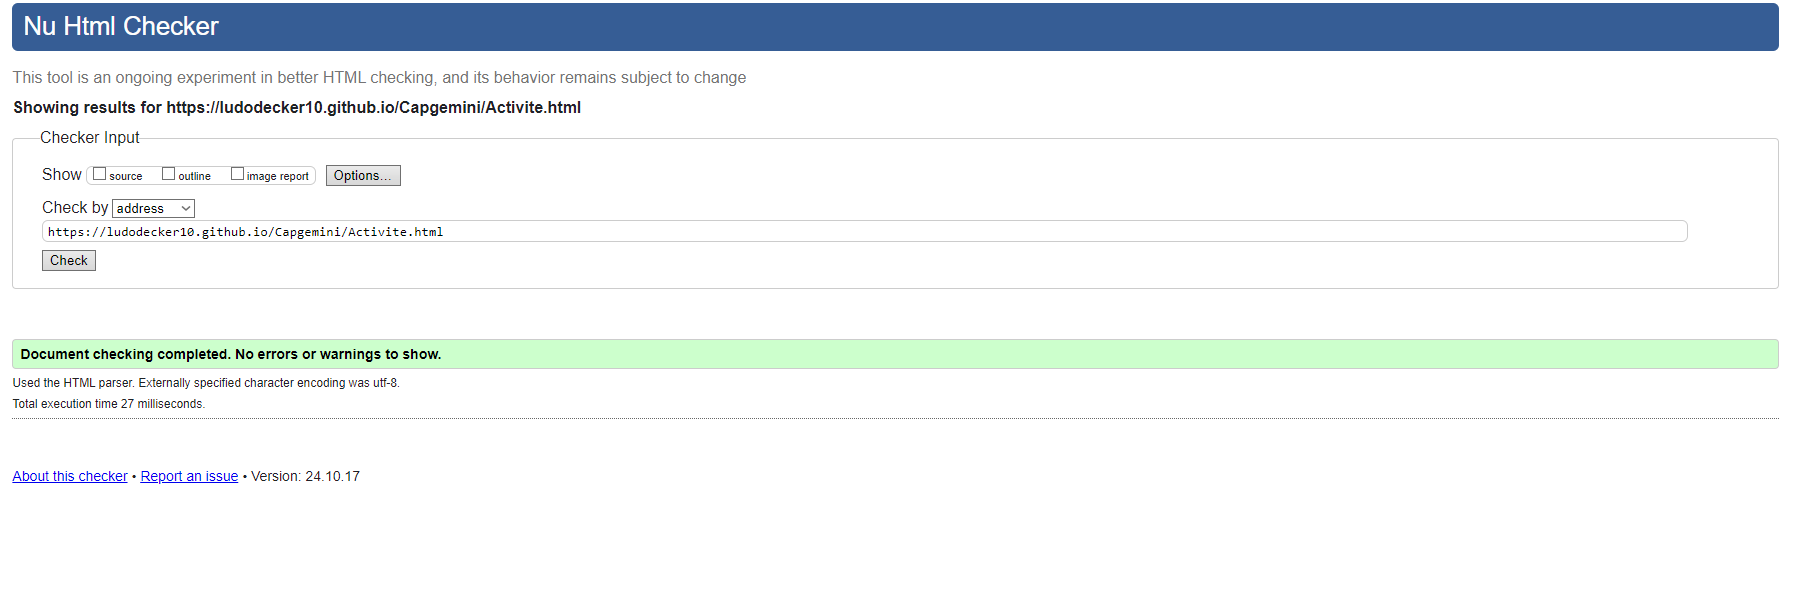 Nu Html Checker
This tool is an ongoing experiment in better HTML checking, and its behavior remains subject to change
Showing results for https://ludodecker10.github.io/Capgemini/Activite.html
Checker Input
Show source outline image report Options...
Check by address
https://ludodecker10.github.io/Capgemini/Activite.html
Check
Document checking completed. No errors or warnings to show.
Used the HTML parser. Externally specified character encoding was utf-8.
Total execution time 27 milliseconds.
About this checker • Report an issue • Version: 24.10.17